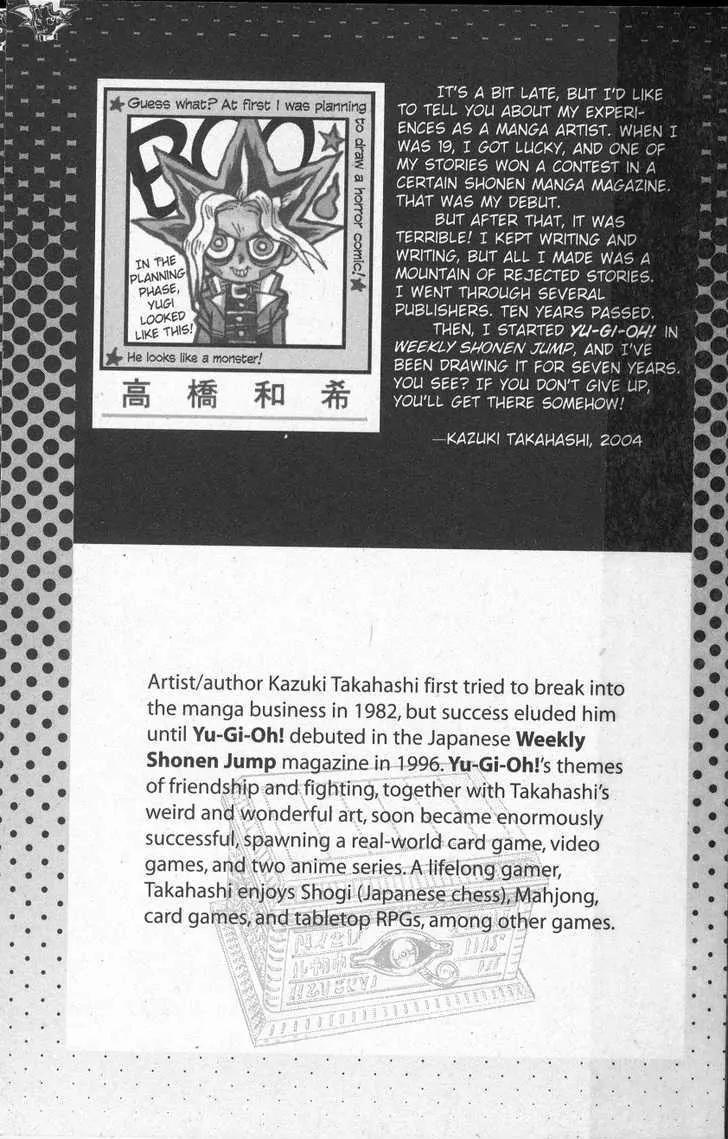 Guess what? At first I was planning
to draw a horror comic!
BOO
IN THE
PLANNING
PHASE,
YUGI
LOOKED
LIKE THIS!
He looks like a monster!
高橋和希
IT'S A BIT LATE, BUT I'D LIKE
TO TELL YOU ABOUT MY EXPERI-
ENCES AS A MANGA ARTIST. WHEN I
WAS 19, I GOT LUCKY, AND ONE OF
MY STORIES WON A CONTEST IN A
CERTAIN SHONEN MANGA MAGAZINE.
THAT WAS MY DEBUT.
BUT AFTER THAT, IT WAS
TERRIBLE! I KEPT WRITING AND
WRITING, BUT ALL I MADE WAS A
MOUNTAIN OF REJECTED STORIES.
I WENT THROUGH SEVERAL
PUBLISHERS. TEN YEARS PASSED.
THEN, I STARTED YU-GI-OH! IN
WEEKLY SHONEN JUMP, AND I'VE
BEEN DRAWING IT FOR SEVEN YEARS.
YOU SEE? IF YOU DON'T GIVE UP,
YOU'LL GET THERE SOMEHOW!
—KAZUKI TAKAHASHI, 2004
Artist/author Kazuki Takahashi first tried to break into
the manga business in 1982, but success eluded him
until Yu-Gi-Oh! debuted in the Japanese Weekly
Shonen Jump magazine in 1996. Yu-Gi-Oh!'s themes
of friendship and fighting, together with Takahashi's
weird and wonderful art, soon became enormously
successful, spawning a real-world card game, video
games, and two anime series. A lifelong gamer,
Takahashi enjoys Shogi (Japanese chess), Mahjong,
card games, and tabletop RPGs, among other games.